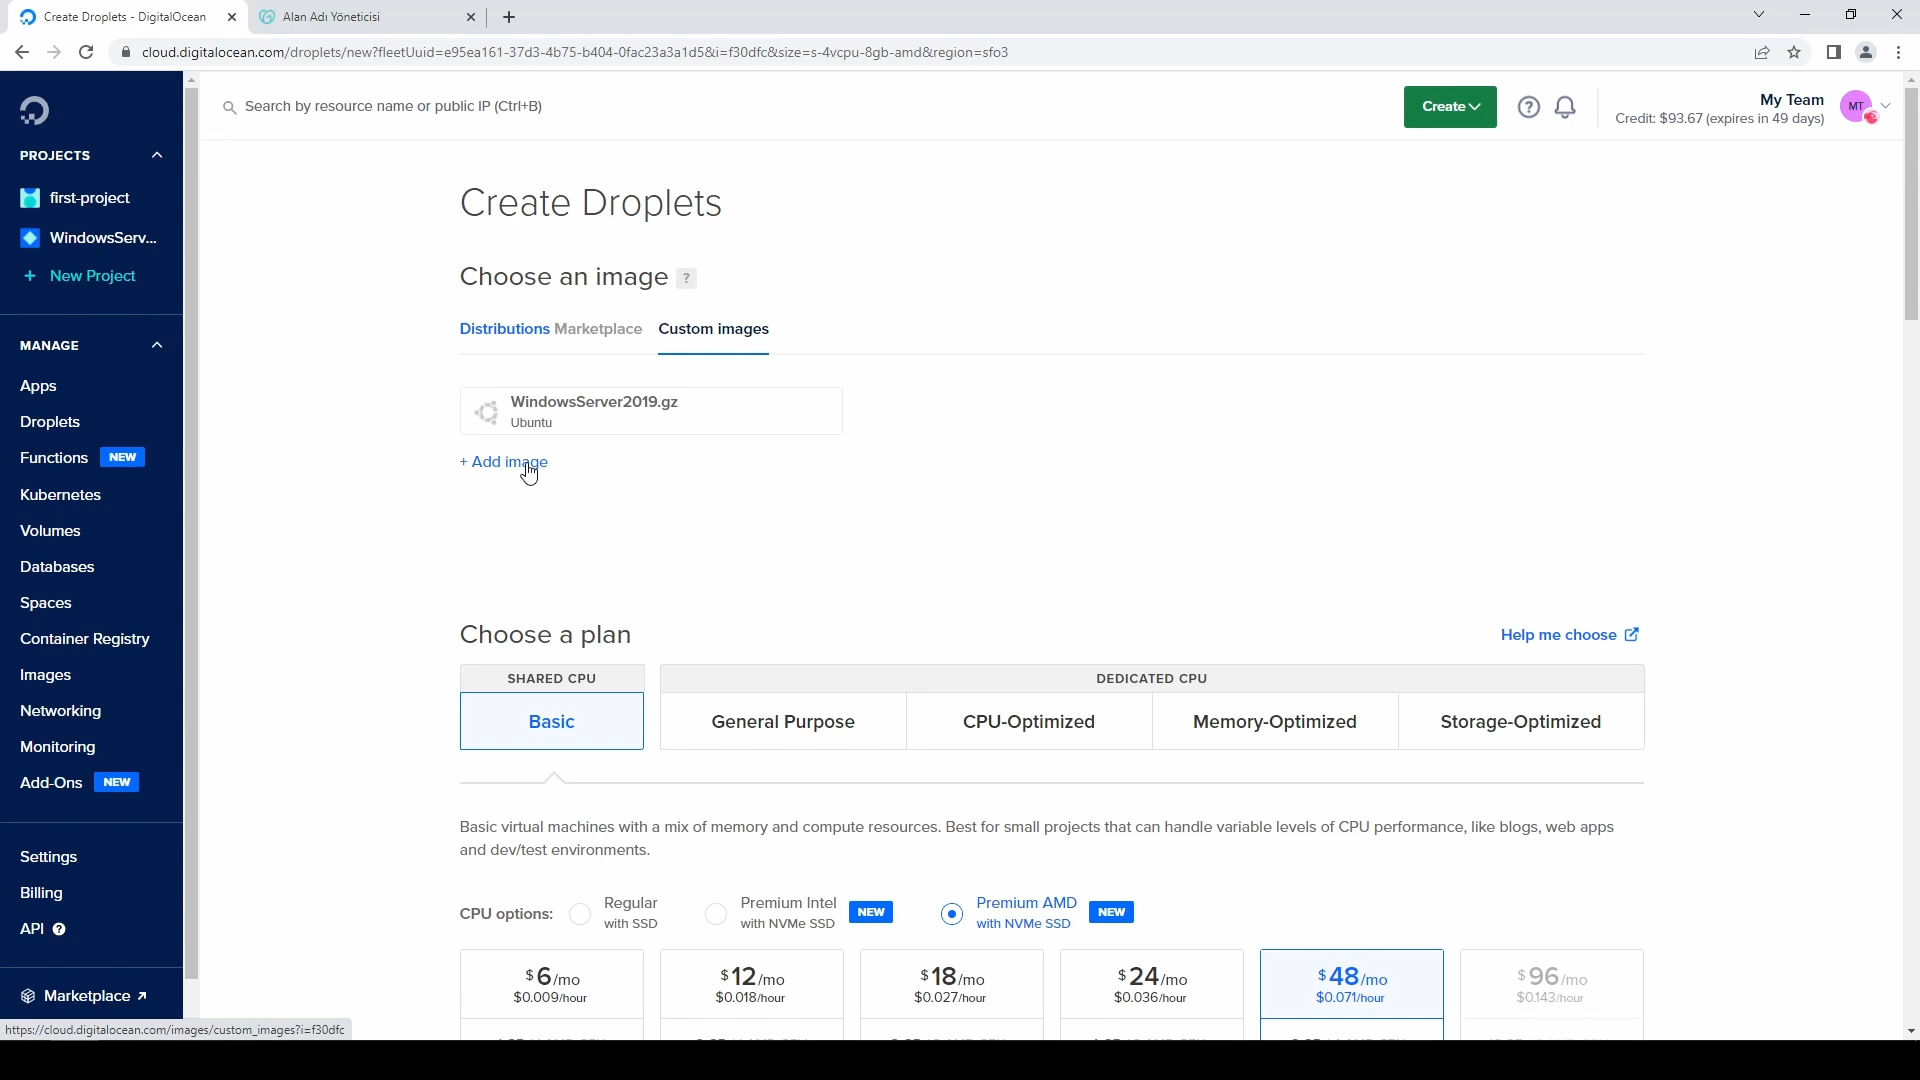 Create Droplets - DigitalOcean
Alan Adı Yöneticisi
cloud.digitalocean.com/droplets/new?fleetUuid=e95ea161-37d3-4b75-b404-0fac23a3a1d5&i=f30dfc&size=s-4vcpu-8gb-amd&region=sfo3
Search by resource name or public IP (Ctrl+B)
Create
My Team
Credit: $93.67 (expires in 49 days)
MT
PROJECTS
first-project
WindowsServ...
+ New Project
MANAGE
Apps
Droplets
Functions NEW
Kubernetes
Volumes
Databases
Spaces
Container Registry
Images
Networking
Monitoring
Add-Ons NEW
Settings
Billing
API ?
Marketplace ↗
https://cloud.digitalocean.com/images/custom_images?i=f30dfc
Create Droplets
Choose an image ?
Distributions Marketplace Custom images
WindowsServer2019.gz
Ubuntu
+ Add image
Choose a plan
Help me choose
SHARED CPU
DEDICATED CPU
Basic
General Purpose
CPU-Optimized
Memory-Optimized
Storage-Optimized
Basic virtual machines with a mix of memory and compute resources. Best for small projects that can handle variable levels of CPU performance, like blogs, web apps
and dev/test environments.
CPU options:
Regular
with SSD
Premium Intel
with NVMe SSD
NEW
Premium AMD
with NVMe SSD
NEW
$6/mo
$0.009/hour
$12/mo
$0.018/hour
$18/mo
$0.027/hour
$24/mo
$0.036/hour
$48/mo
$0.071/hour
$96/mo
$0.143/hour